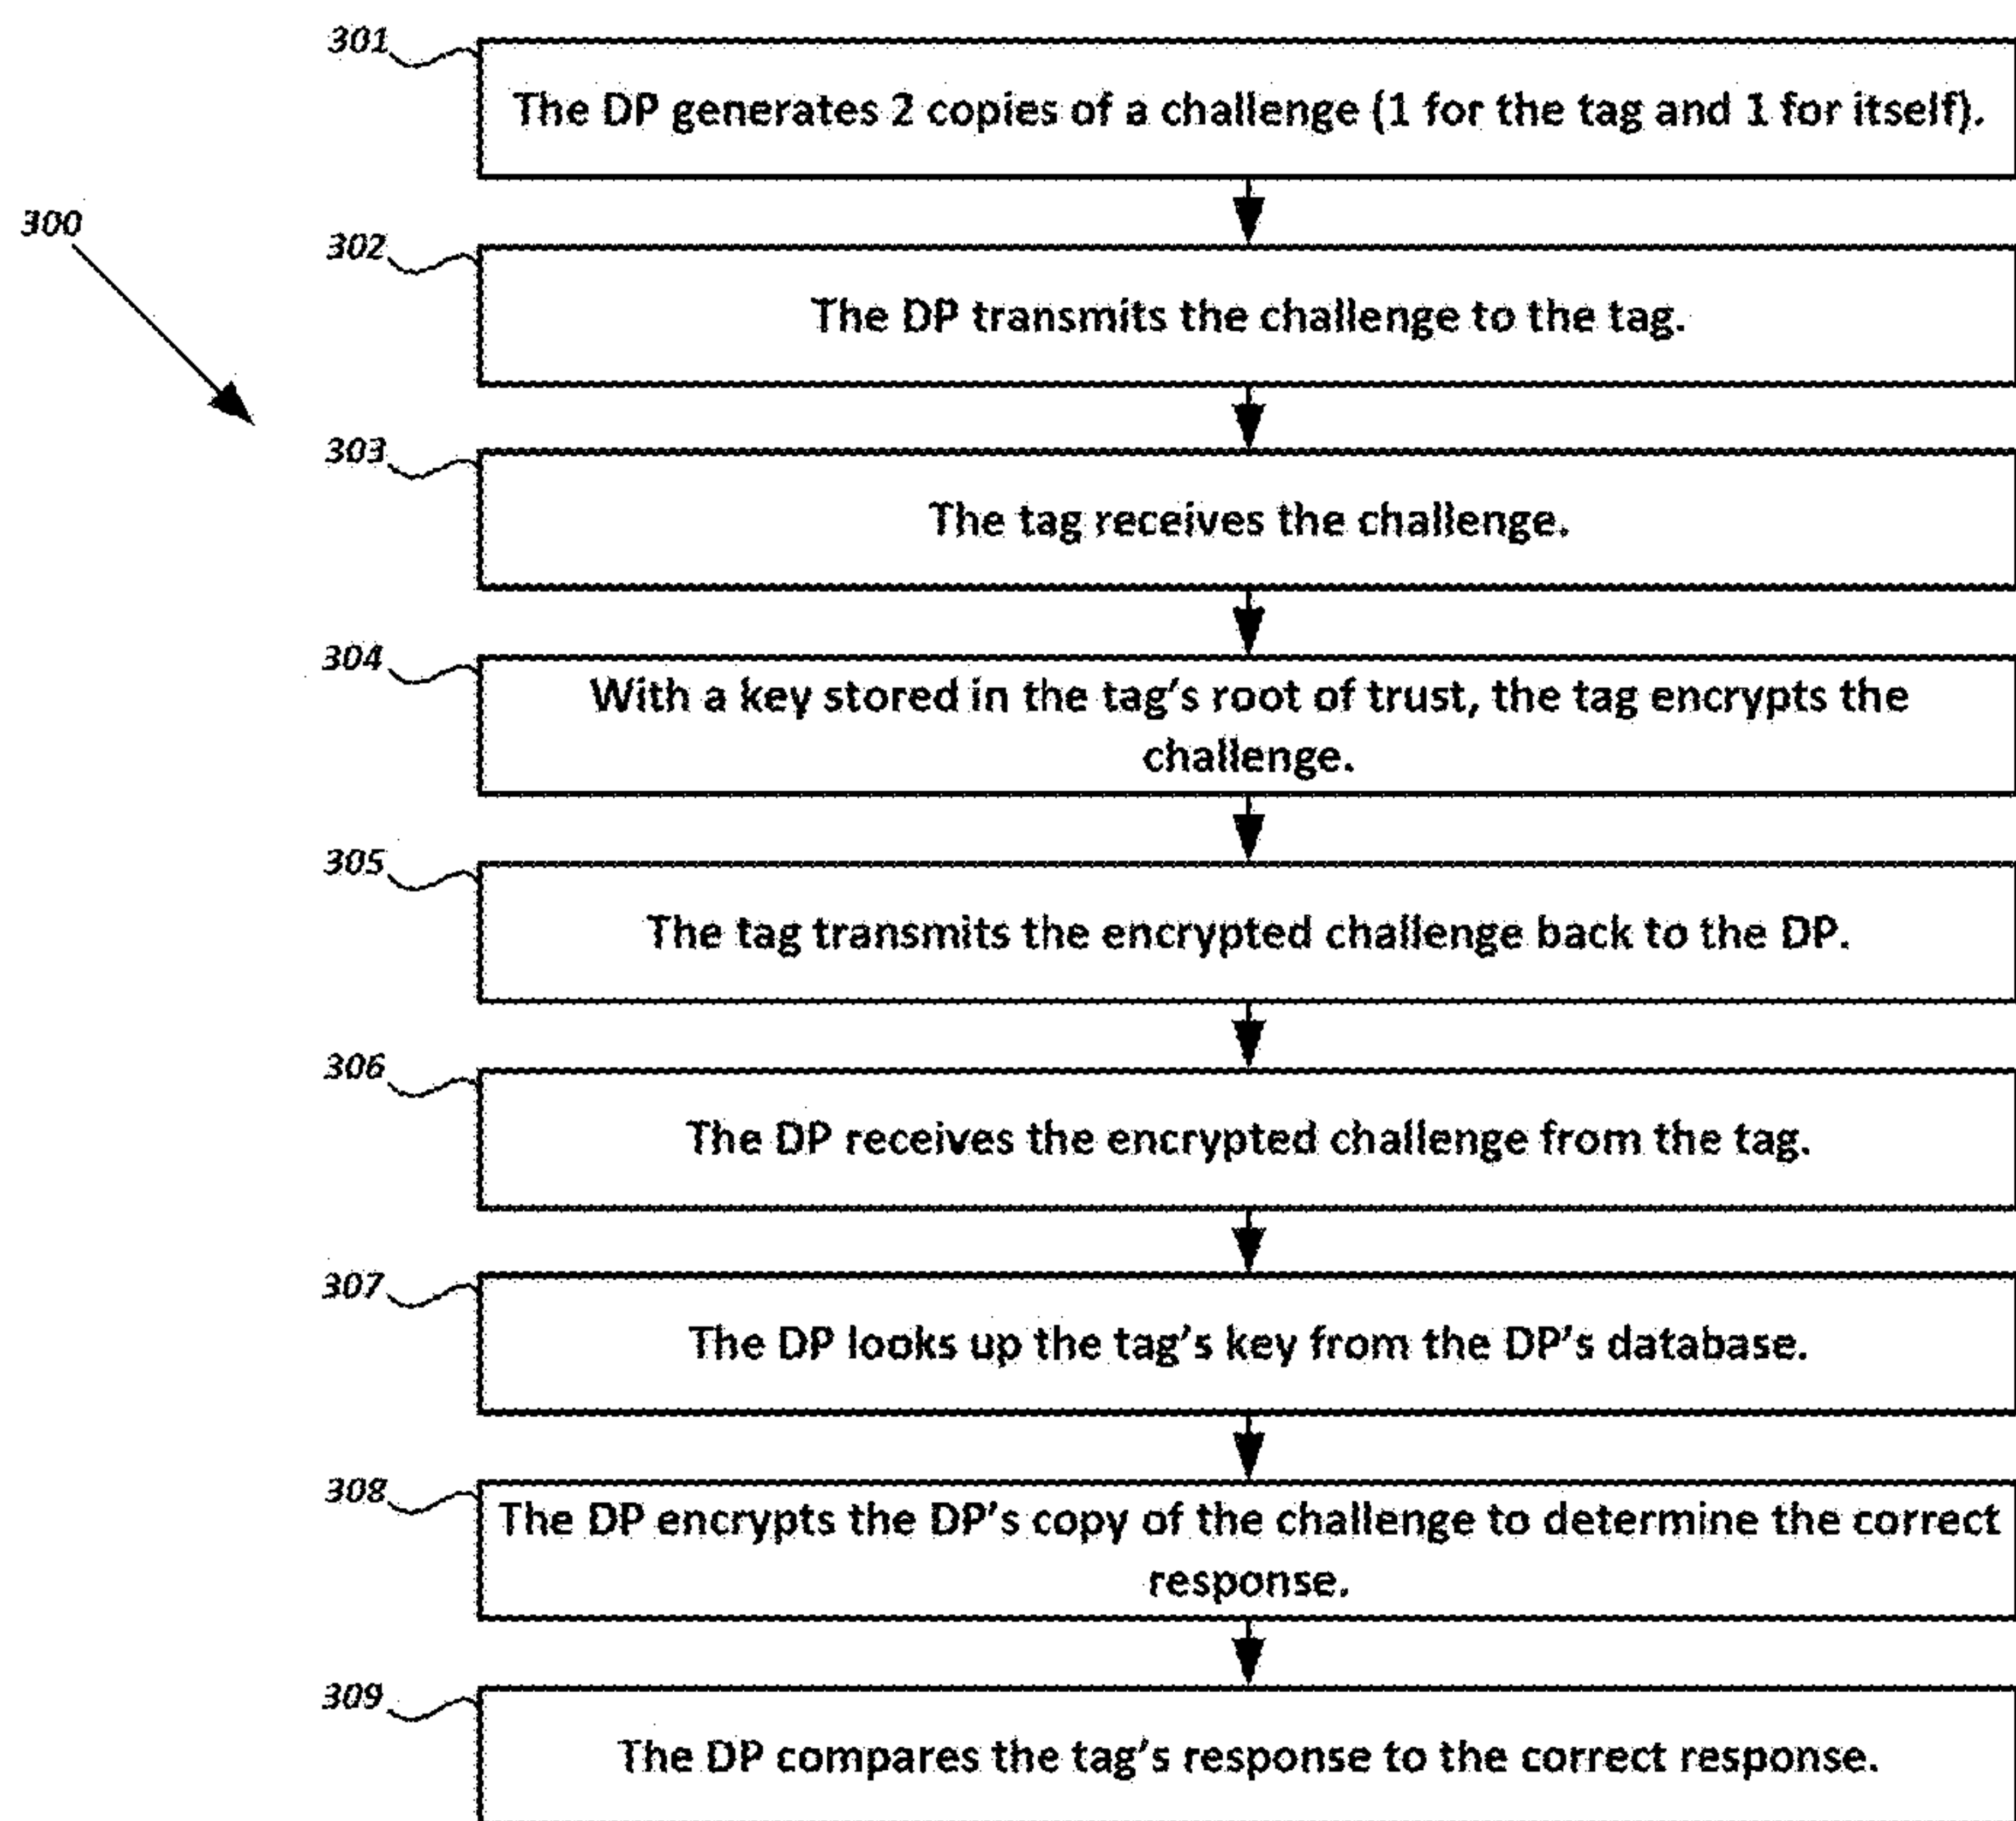 301
The DP generates 2 copies of a challenge (1 for the tag and 1 for itself).
300
302
The DP transmits the challenge to the tag.
303
The tag receives the challenge.
304
With a key stored in the tag's root of trust, the tag encrypts the
challenge.
305
The tag transmits the encrypted challenge back to the DP.
306
The DP receives the encrypted challenge from the tag.
307
The DP looks up the tag's key from the DP's database.
308
The DP encrypts the DP's copy of the challenge to determine the correct
response.
309
The DP compares the tag's response to the correct response.